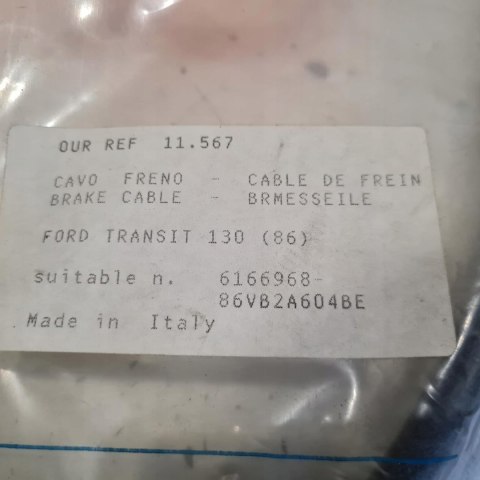 OUR REF 11.567
CAVO FRENO - CABLE DE FREIN
BRAKE CABLE - BRMESSEILE
FORD TRANSIT 130 (86)
suitable n. 6166968-
86VB2A604BE
Made in Italy